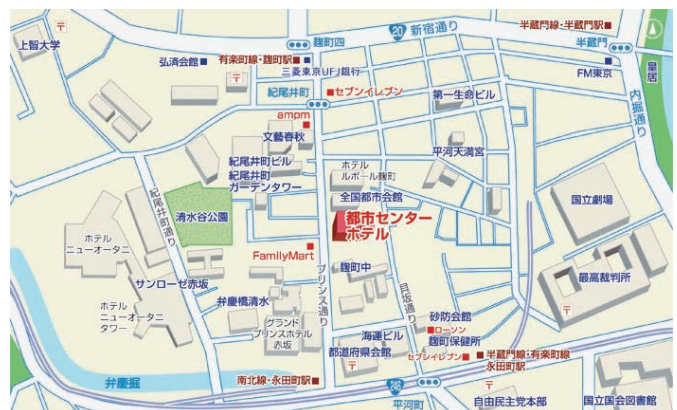 上智大学
〒
弘済会館
有楽町線・麹町駅
〒
麹町四
20
新宿通り
半蔵門線・半蔵門駅
半蔵門
三菱東京UFJ銀行
FM東京
皇居
内堀通り
紀尾井町
セブンイレブン
第一生命ビル
ampm
文藝春秋
平河天満宮
紀尾井町ビル
紀尾井町
ガーデンタワー
ホテル
ルポール麹町
全国都市会館
国立劇場
清水谷公園
都市センター
ホテル
紀尾井町通り
ホテル
ニューオータニ
FamilyMart
プリンス通り
麹町中
貝坂通り
最高裁判所
〒
サンローゼ赤坂
ホテル
ニューオータニ
タワー
弁慶橋清水
グランド
プリンスホテル
赤坂
海運ビル
砂防会館
ローソン
麹町保健所
都道府県会館
〒
セブンイレブン
半蔵門線・有楽町線
永田町駅
弁慶堀
南北線・永田町駅
246
平河町
〒
自由民主党本部
国立国会図書館